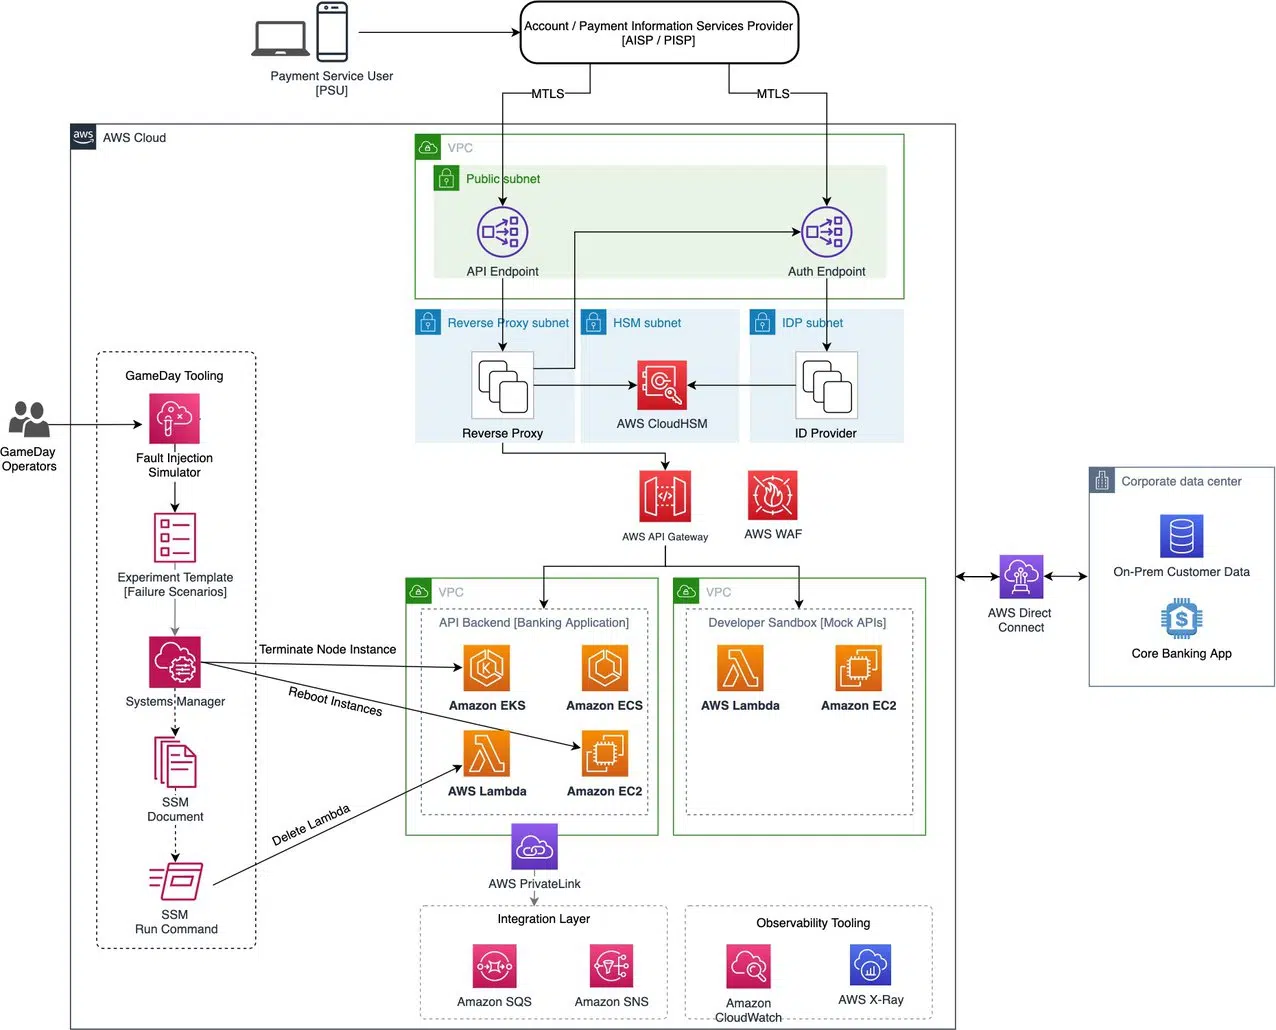 Account / Payment Information Services Provider
[AISP / PISP]
Payment Service User
[PSU]
MTLS
MTLS
aws
AWS Cloud
VPC
Public subnet
API Endpoint
Auth Endpoint
Reverse Proxy subnet
HSM subnet
IDP subnet
Reverse Proxy
AWS CloudHSM
ID Provider
GameDay Tooling
GameDay
Operators
Fault Injection
Simulator
Experiment Template
[Failure Scenarios]
Systems Manager
SSM
Document
SSM
Run Command
Terminate Node Instance
Reboot Instances
Delete Lambda
AWS API Gateway
AWS WAF
VPC
API Backend [Banking Application]
Amazon EKS
Amazon ECS
AWS Lambda
Amazon EC2
VPC
Developer Sandbox [Mock APIs]
AWS Lambda
Amazon EC2
AWS Direct
Connect
Corporate data center
On-Prem Customer Data
$
Core Banking App
AWS PrivateLink
Integration Layer
Amazon SQS
Amazon SNS
Observability Tooling
Amazon
CloudWatch
AWS X-Ray